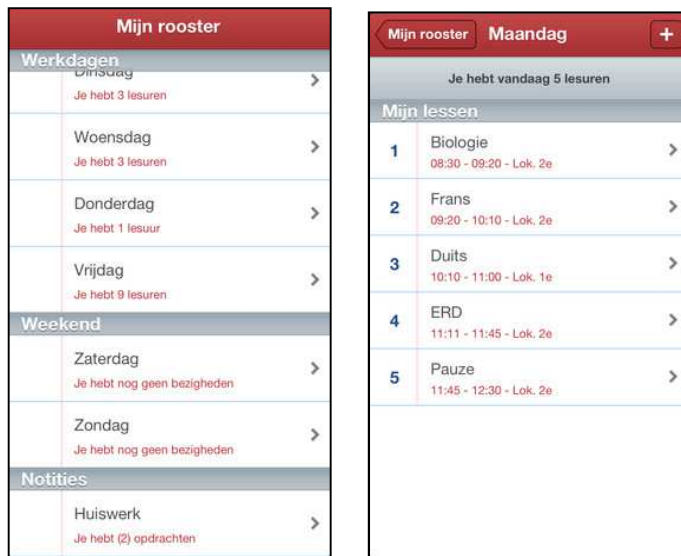 Mijn rooster
Werkdagen
Dinsdag
Je hebt 3 lesuren
Woensdag
Je hebt 3 lesuren
Donderdag
Je hebt 1 lesuur
Vrijdag
Je hebt 9 lesuren
Weekend
Zaterdag
Je hebt nog geen bezigheden
Zondag
Je hebt nog geen bezigheden
Notities
Huiswerk
Je hebt (2) opdrachten
Mijn rooster Maandag +
Je hebt vandaag 5 lesuren
Mijn lessen
1 Biologie
08:30 - 09:20 - Lok. 2e
2 Frans
09:20 - 10:10 - Lok. 2e
3 Duits
10:10 - 11:00 - Lok. 1e
4 ERD
11:11 - 11:45 - Lok. 2e
5 Pauze
11:45 - 12:30 - Lok. 2e